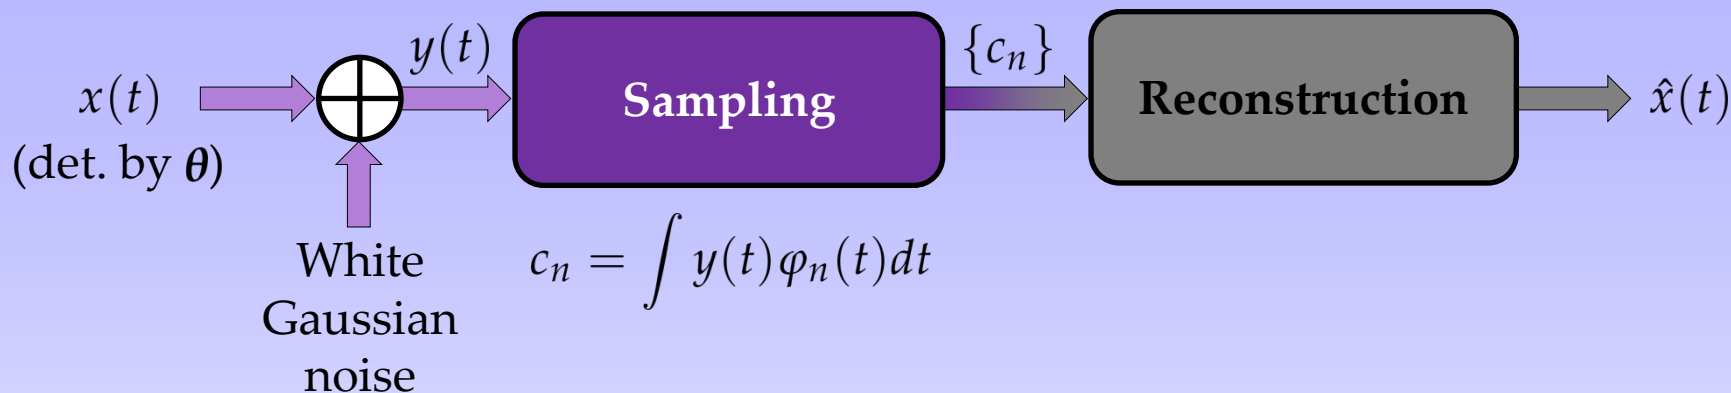 x(t)
(det. by θ)
y(t)
White
Gaussian
noise
Sampling
c_n = ∫ y(t)φ_n(t)dt
{c_n}
Reconstruction
x̂(t)